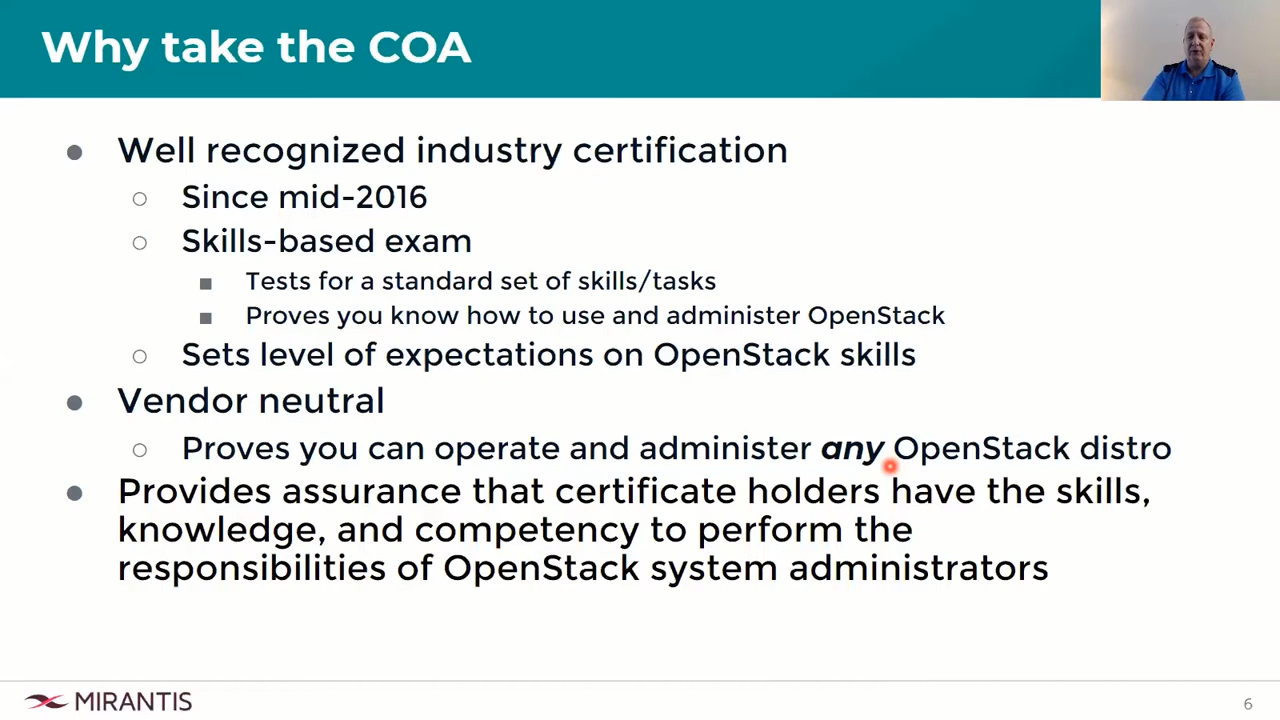 Why take the COA
Well recognized industry certification
Since mid-2016
Skills-based exam
Tests for a standard set of skills/tasks
Proves you know how to use and administer OpenStack
Sets level of expectations on OpenStack skills
Vendor neutral
Proves you can operate and administer any OpenStack distro
Provides assurance that certificate holders have the skills,
knowledge, and competency to perform the
responsibilities of OpenStack system administrators
MIRANTIS
6